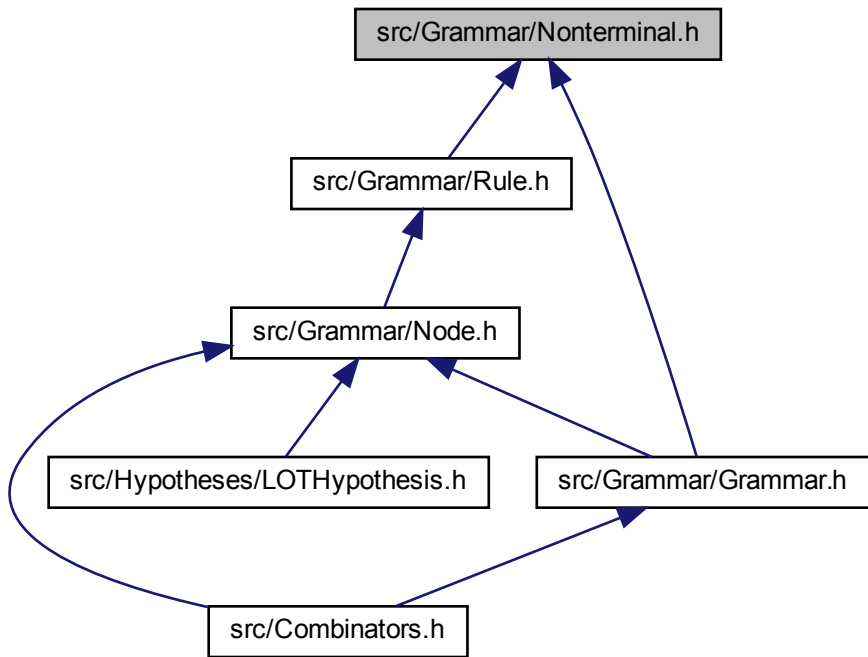 src/Grammar/Nonterminal.h
src/Grammar/Rule.h
src/Grammar/Node.h
src/Hypotheses/LOTHypothesis.h
src/Grammar/Grammar.h
src/Combinators.h